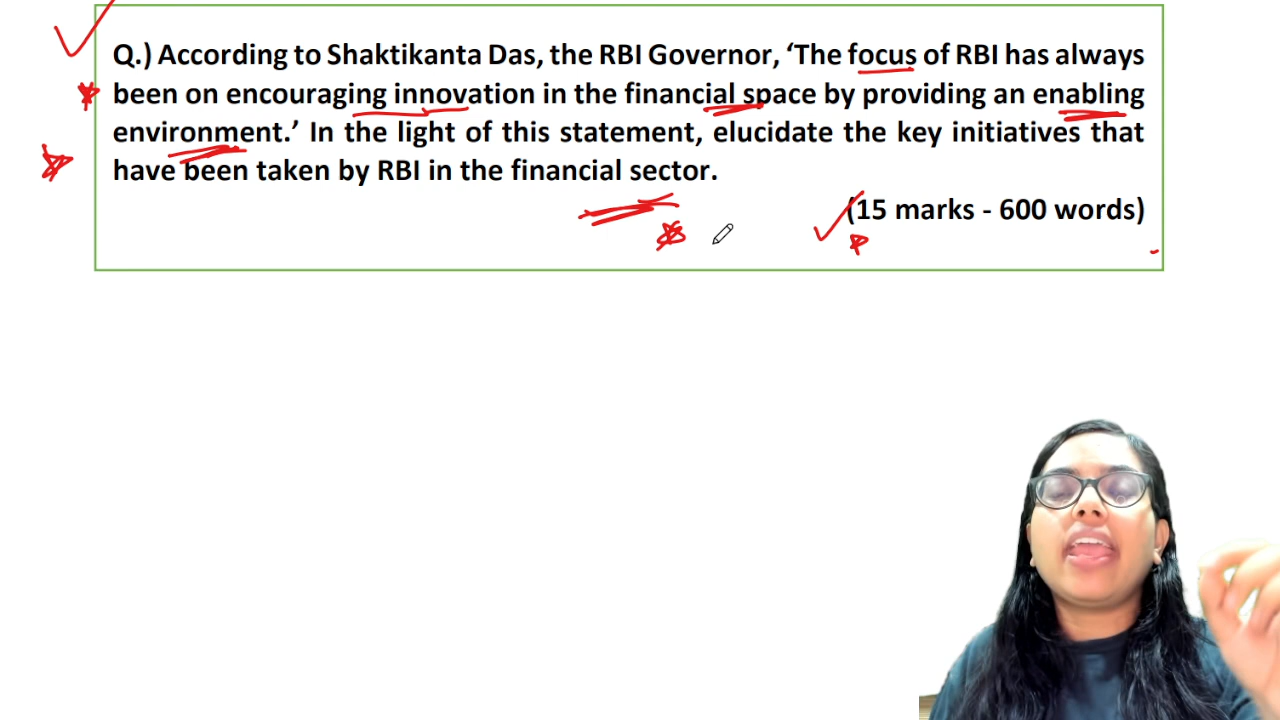 Q.) According to Shaktikanta Das, the RBI Governor, ‘The focus of RBI has always
been on encouraging innovation in the financial space by providing an enabling
environment.’ In the light of this statement, elucidate the key initiatives that
have been taken by RBI in the financial sector.
(15 marks - 600 words)